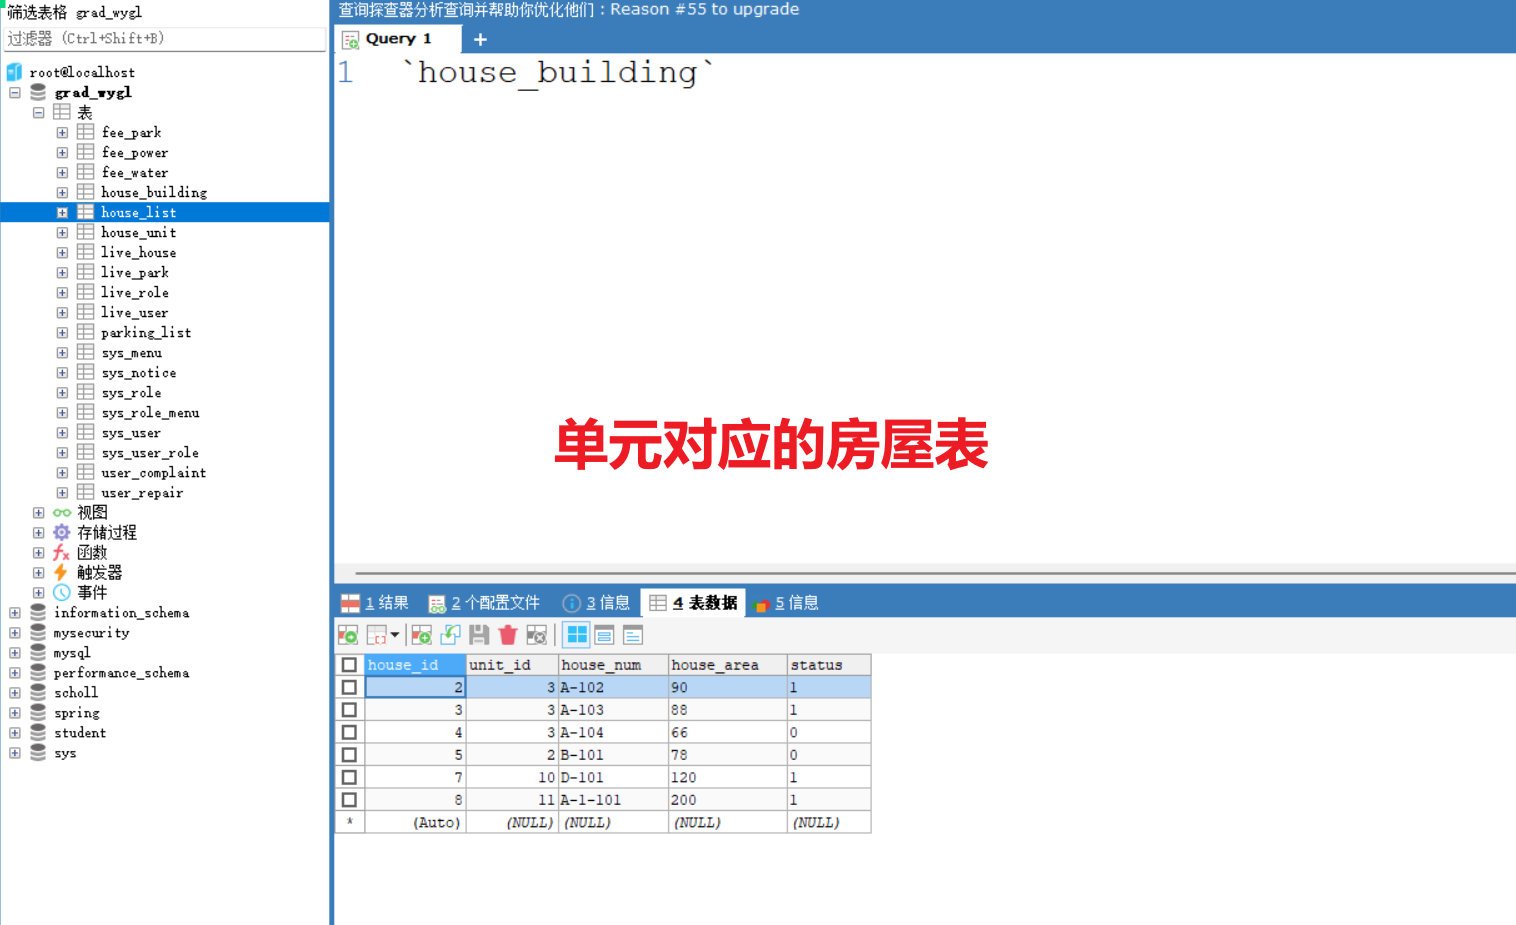 筛选表格 grad_wygl
过滤器 (Ctrl+Shift+B)
root@localhost
grad_wygl
表
fee_park
fee_power
fee_water
house_building
house_list
house_unit
live_house
live_park
live_role
live_user
parking_list
sys_menu
sys_notice
sys_role
sys_role_menu
sys_user
sys_user_role
user_complaint
user_repair
视图
存储过程
函数
触发器
事件
information_schema
mysecurity
mysql
performance_schema
scholl
spring
student
sys
查询探查器分析查询并帮助你优化他们 : Reason #55 to upgrade
Query 1 +
1 `house_building`
单元对应的房屋表
1 结果 2 个配置文件 3 信息 4 表数据 5 信息
house_id unit_id house_num house_area status
2 3 A-102 90 1
3 3 A-103 88 1
4 3 A-104 66 0
5 2 B-101 78 0
7 10 D-101 120 1
8 11 A-1-101 200 1
* (Auto) (NULL) (NULL) (NULL) (NULL)